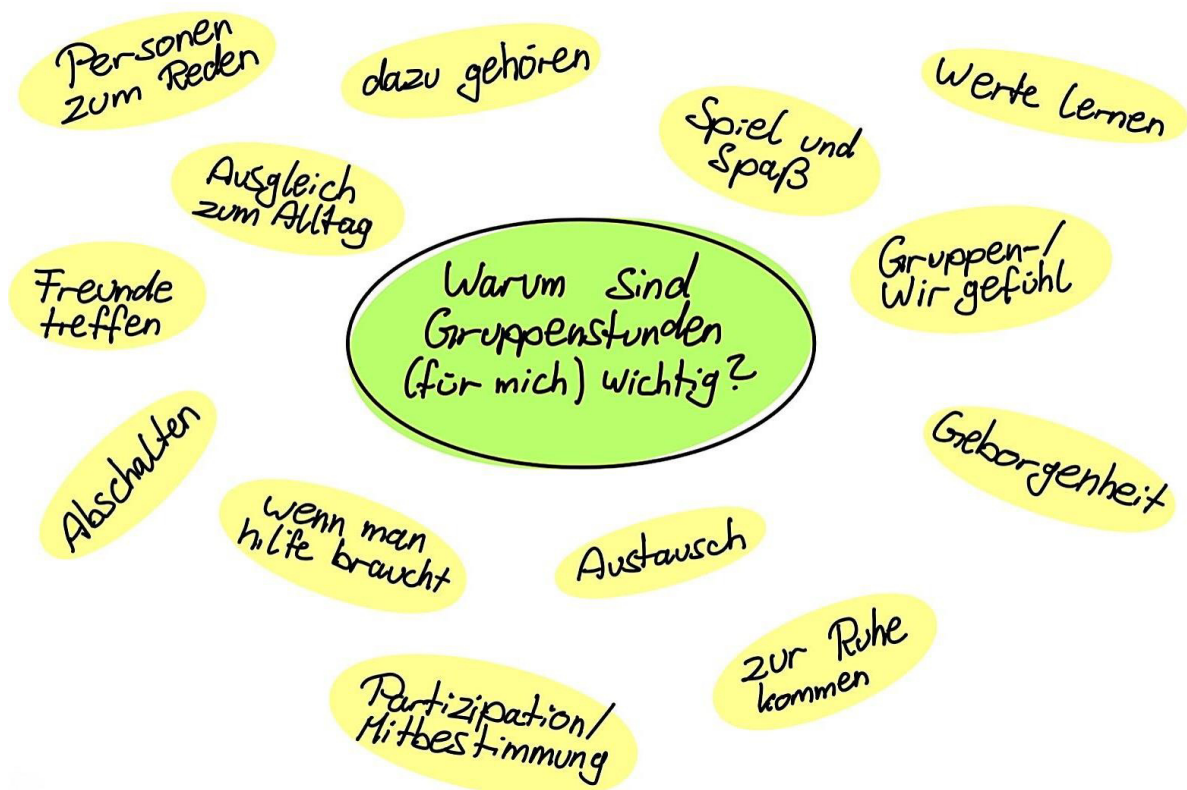 Personen
zum Reden
dazu gehören
Spiel und
Spaß
Werte lernen
Ausgleich
zum Alltag
Freunde
treffen
Warum sind
Gruppenstunden
(für mich) wichtig?
Gruppen-/
Wir gefühl
Abschalten
wenn man
hilfe braucht
Austausch
Geborgenheit
Partizipation/
Mitbestimmung
zur Ruhe
kommen